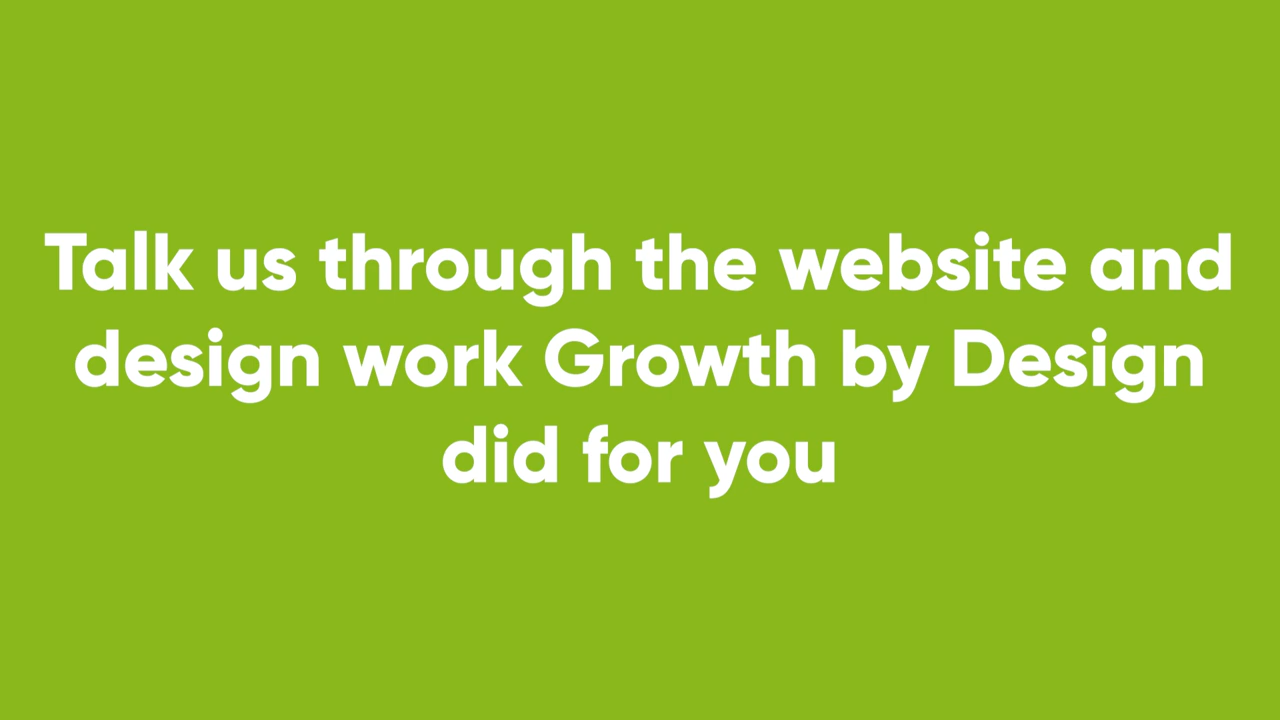 Talk us through the website and
design work Growth by Design
did for you